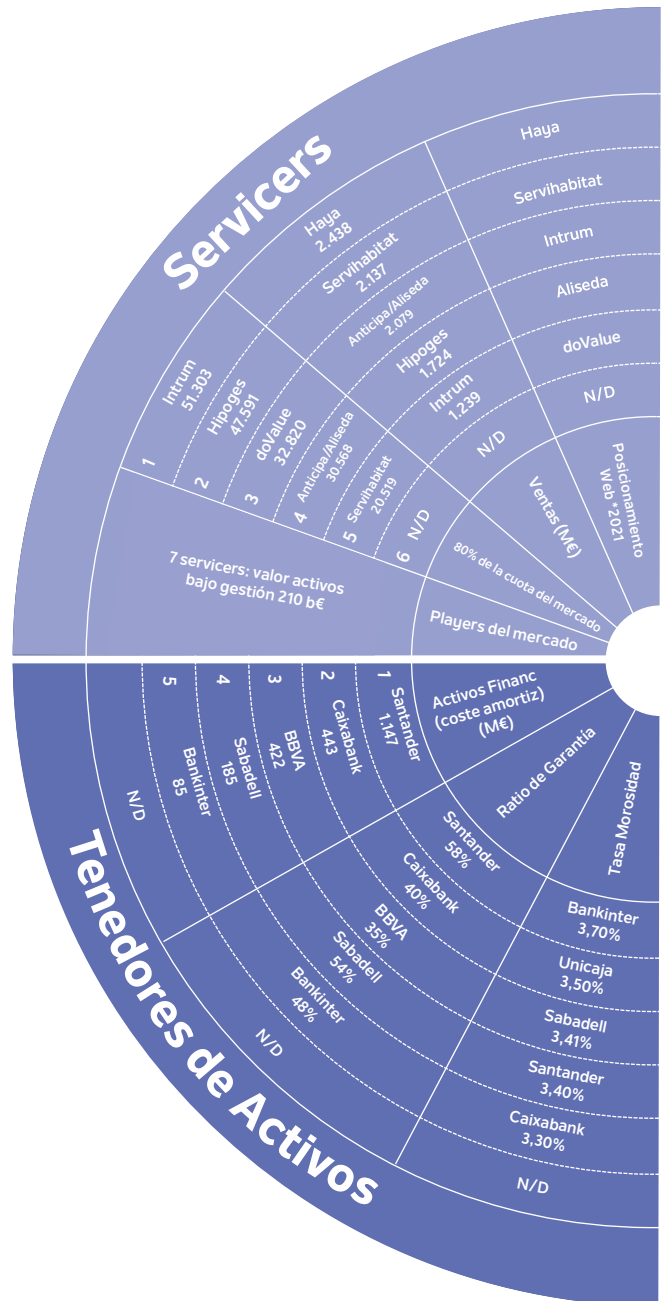 Servicers
Haya
Servihabitat
Intrum
Aliseda
doValue
N/D
Posicionamiento
Web *2021
Haya
2.438
Servihabitat
2.137
Anticipa/Aliseda
2.079
Hipoges
1.724
Intrum
1.239
N/D
Ventas (M€)
Intrum
51.303
1
Hipoges
47.591
2
doValue
32.820
3
Anticipa/Aliseda
30.568
4
Servihabitat
20.519
5
N/D
6
80% de la cuota del mercado
7 servicers: valor activos
bajo gestión 210 b€
Players del mercado
Tenedores de Activos
Activos Financ
(coste amortiz)
(M€)
1
Santander
1.147
2
Caixabank
443
3
BBVA
422
4
Sabadell
185
5
Bankinter
85
N/D
Ratio de Garantía
Santander
58%
Caixabank
40%
BBVA
35%
Sabadell
54%
Bankinter
48%
N/D
Tasa Morosidad
Bankinter
3,70%
Unicaja
3,50%
Sabadell
3,41%
Santander
3,40%
Caixabank
3,30%
N/D